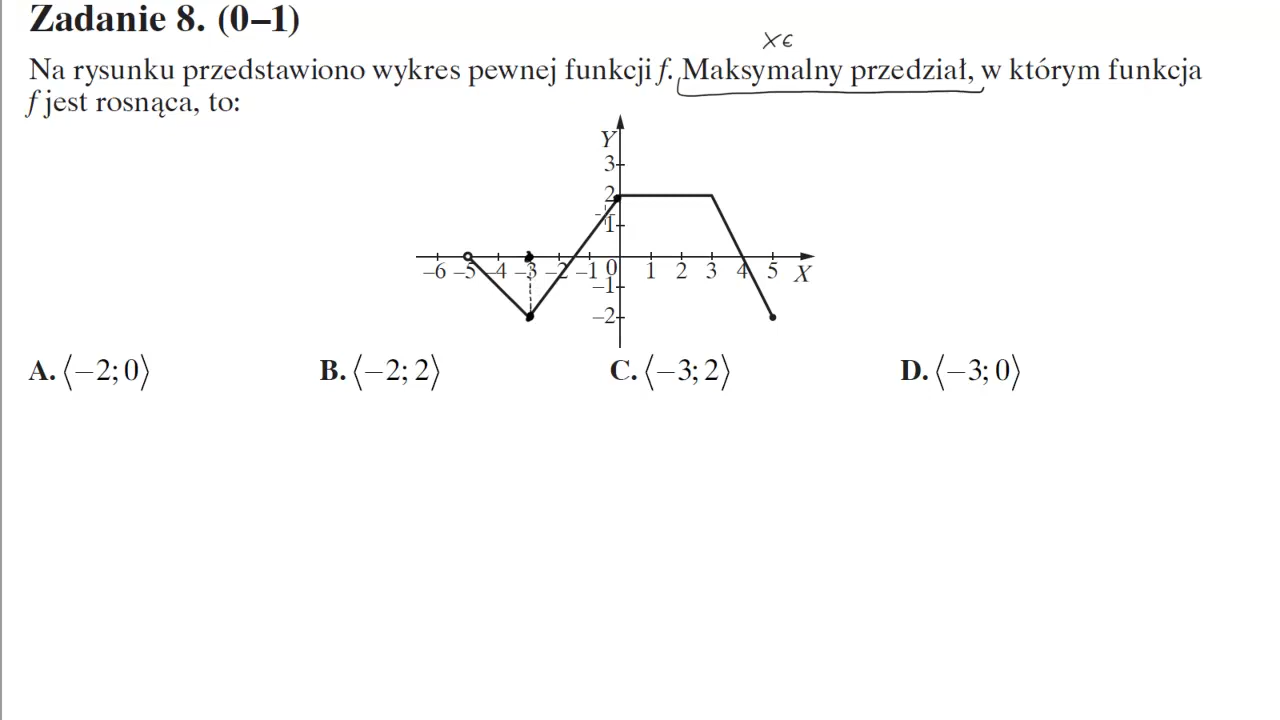 Zadanie 8. (0–1)
x∈
Na rysunku przedstawiono wykres pewnej funkcji f. Maksymalny przedział, w którym funkcja
f jest rosnąca, to:
Y
3
2
1
–6 –5 –4 –3 –2 –1 0 1 2 3 4 5 X
–1
–2
A. ⟨–2; 0⟩ B. ⟨–2; 2⟩ C. ⟨–3; 2⟩ D. ⟨–3; 0⟩